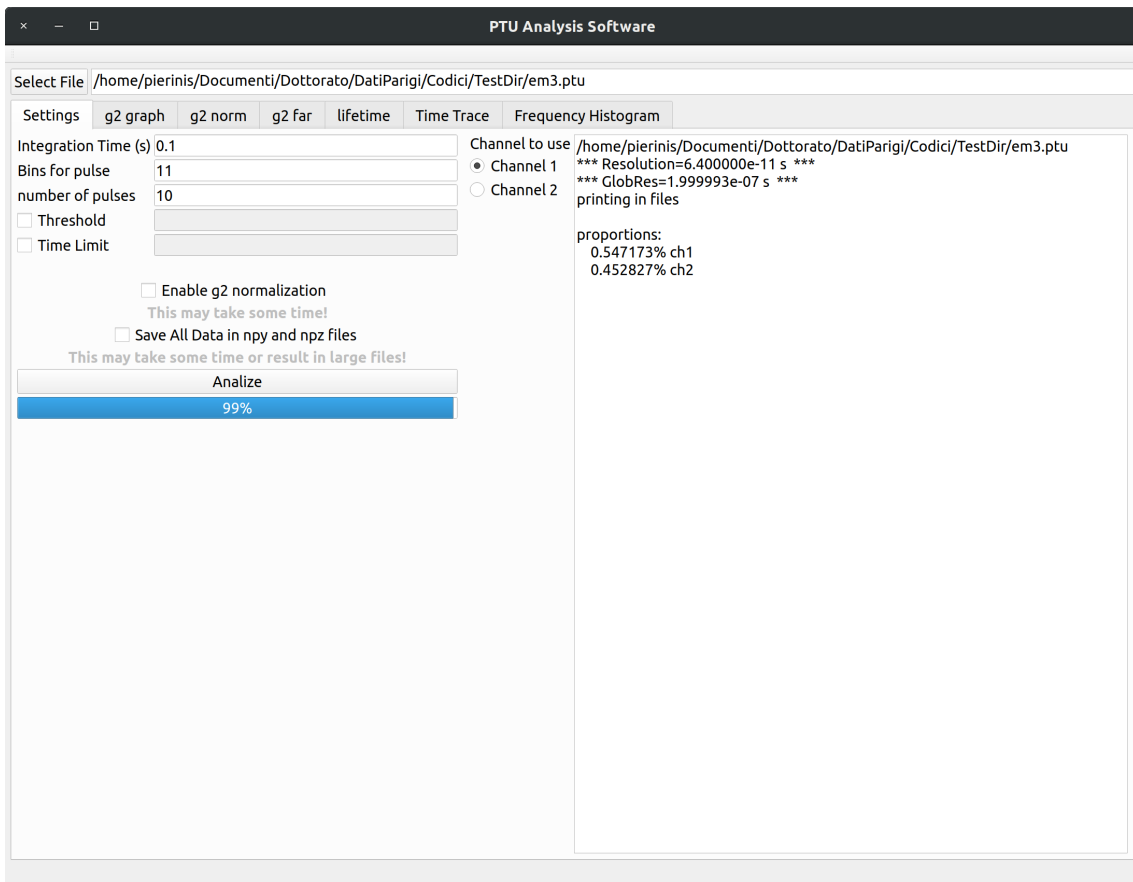 PTU Analysis Software
Select File /home/pierinis/Documenti/Dottorato/DatiParigi/Codici/TestDir/em3.ptu
Settings g2 graph g2 norm g2 far lifetime Time Trace Frequency Histogram
Integration Time (s) 0.1
Bins for pulse 11
number of pulses 10
Threshold
Time Limit
Enable g2 normalization
This may take some time!
Save All Data in npy and npz files
This may take some time or result in large files!
Analize
99%
Channel to use
Channel 1
Channel 2
/home/pierinis/Documenti/Dottorato/DatiParigi/Codici/TestDir/em3.ptu
*** Resolution=6.400000e-11 s ***
*** GlobRes=1.999993e-07 s ***
printing in files
proportions:
0.547173% ch1
0.452827% ch2